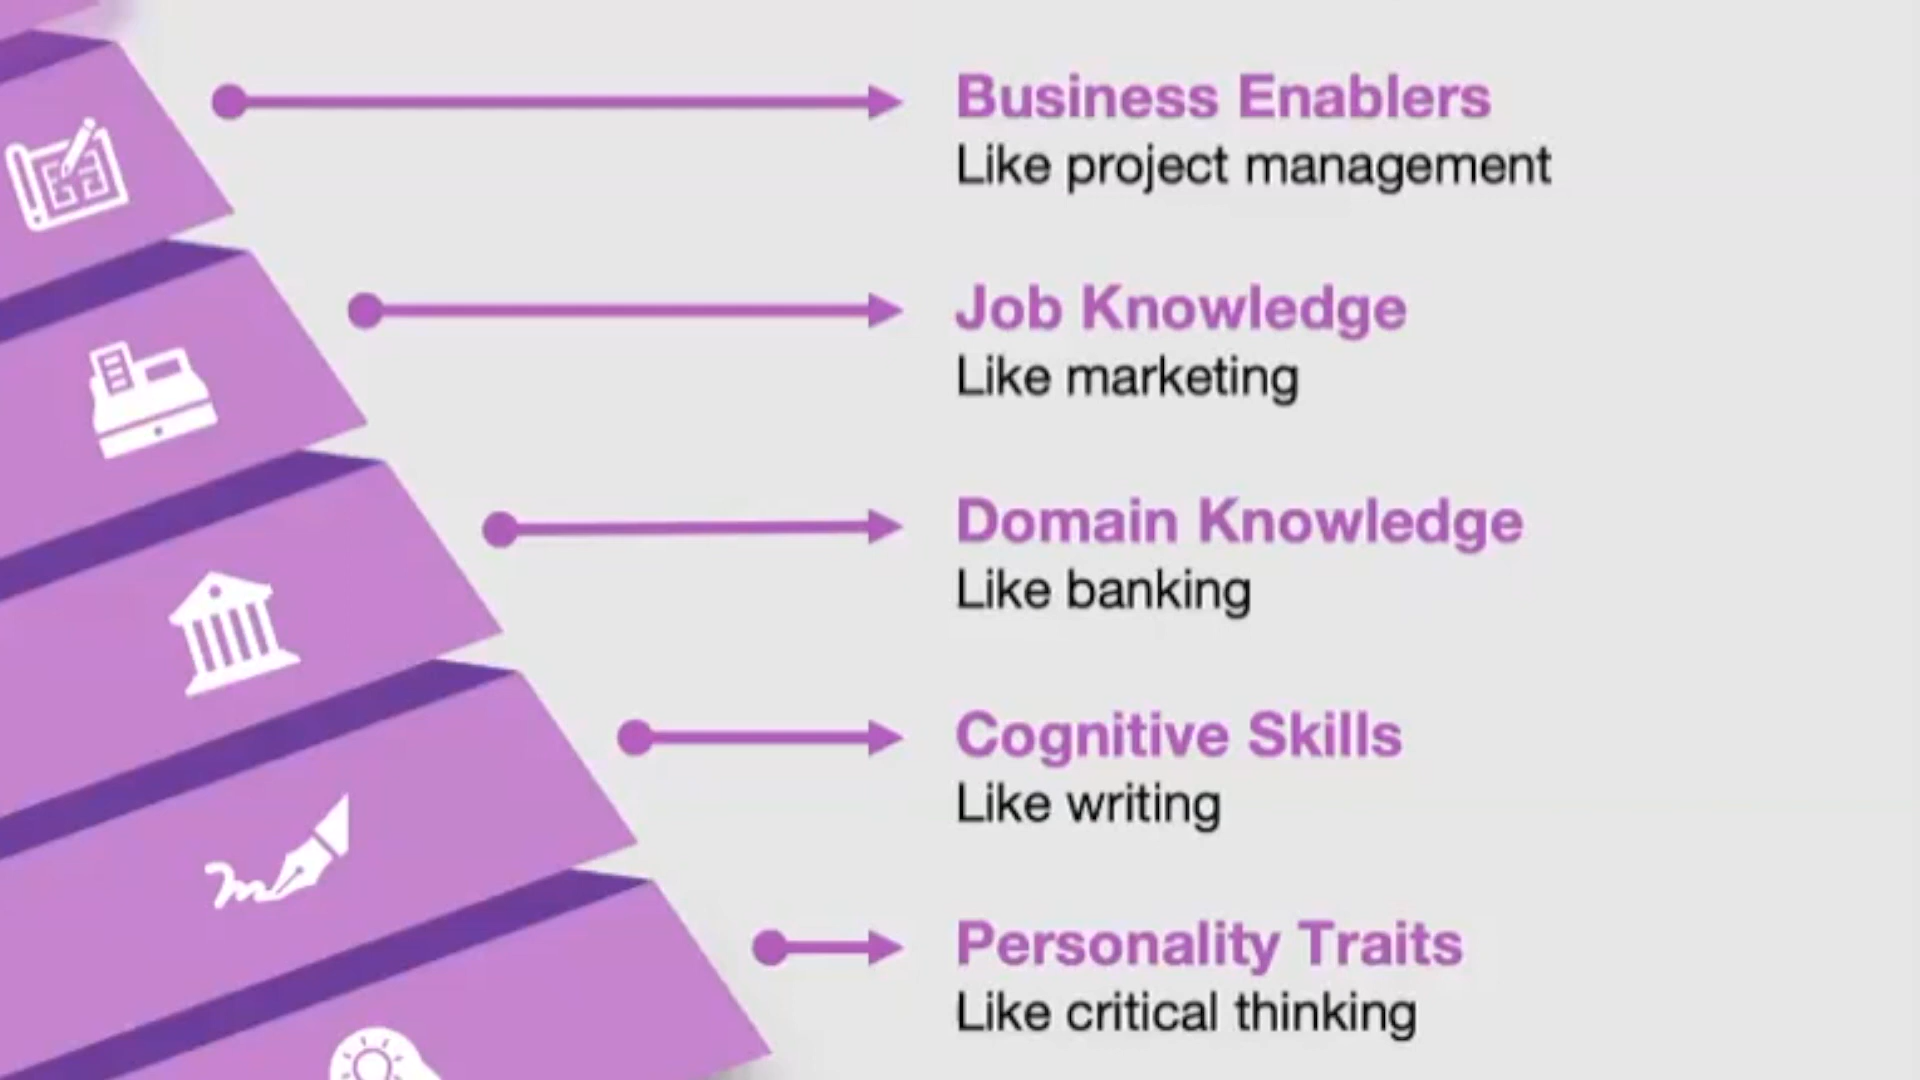 Business Enablers
Like project management
Job Knowledge
Like marketing
Domain Knowledge
Like banking
Cognitive Skills
Like writing
Personality Traits
Like critical thinking